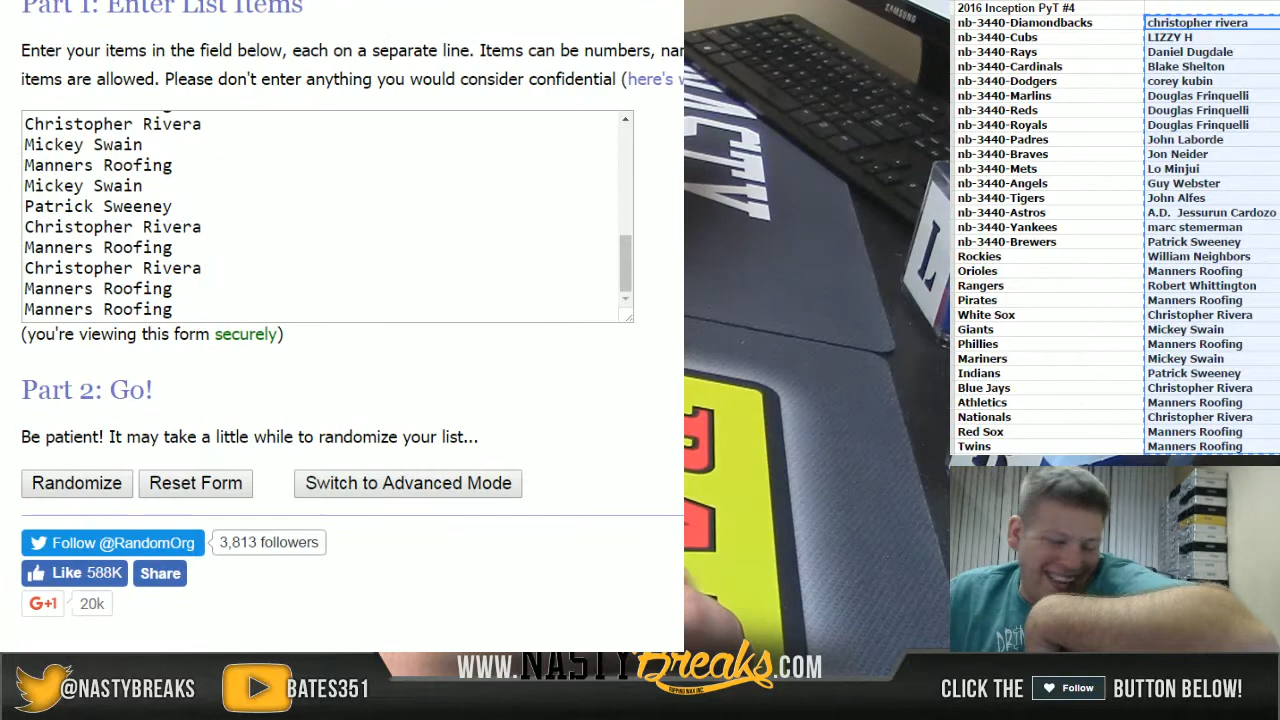 Part 1: Enter List Items
Enter your items in the field below, each on a separate line. Items can be numbers, nar
items are allowed. Please don't enter anything you would consider confidential (here's w
Christopher Rivera
Mickey Swain
Manners Roofing
Mickey Swain
Patrick Sweeney
Christopher Rivera
Manners Roofing
Christopher Rivera
Manners Roofing
Manners Roofing
(you're viewing this form securely)
Part 2: Go!
Be patient! It may take a little while to randomize your list...
Randomize Reset Form Switch to Advanced Mode
Follow @RandomOrg 3,813 followers
Like 588K Share
G+1 20k
SAMSUNG
L
2016 Inception PyT #4
nb-3440-Diamondbacks christopher rivera
nb-3440-Cubs LIZZY H
nb-3440-Rays Daniel Dugdale
nb-3440-Cardinals Blake Shelton
nb-3440-Dodgers corey kubin
nb-3440-Marlins Douglas Frinquelli
nb-3440-Reds Douglas Frinquelli
nb-3440-Royals Douglas Frinquelli
nb-3440-Padres John Laborde
nb-3440-Braves Jon Neider
nb-3440-Mets Lo Minjui
nb-3440-Angels Guy Webster
nb-3440-Tigers John Alfes
nb-3440-Astros A.D. Jessurun Cardozo
nb-3440-Yankees marc stemerman
nb-3440-Brewers Patrick Sweeney
Rockies William Neighbors
Orioles Manners Roofing
Rangers Robert Whittington
Pirates Manners Roofing
White Sox Christopher Rivera
Giants Mickey Swain
Phillies Manners Roofing
Mariners Mickey Swain
Indians Patrick Sweeney
Blue Jays Christopher Rivera
Athletics Manners Roofing
Nationals Christopher Rivera
Red Sox Manners Roofing
Twins Manners Roofing
@NASTYBREAKS BATES351 WWW.NASTYBreaks.COM CLICK THE Follow BUTTON BELOW!
RIPPING WAX INC